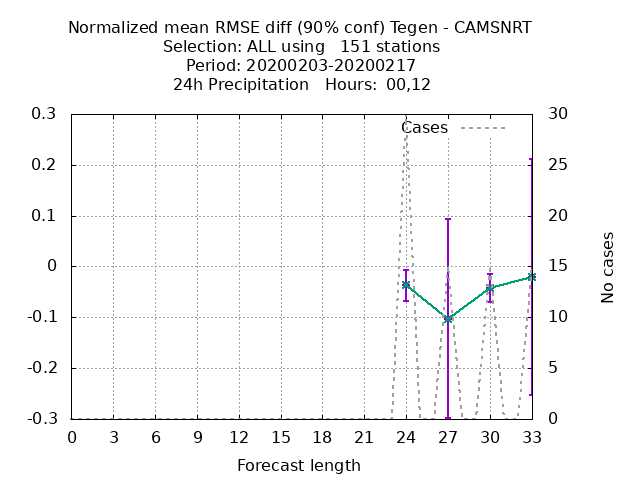 Normalized mean RMSE diff (90% conf) Tegen - CAMSNRT
Selection: ALL using   151 stations
Period: 20200203-20200217
24h Precipitation   Hours:  00,12
Cases
0.3
0.2
0.1
0
-0.1
-0.2
-0.3
30
25
20
15
10
5
0
No cases
0 3 6 9 12 15 18 21 24 27 30 33
Forecast length